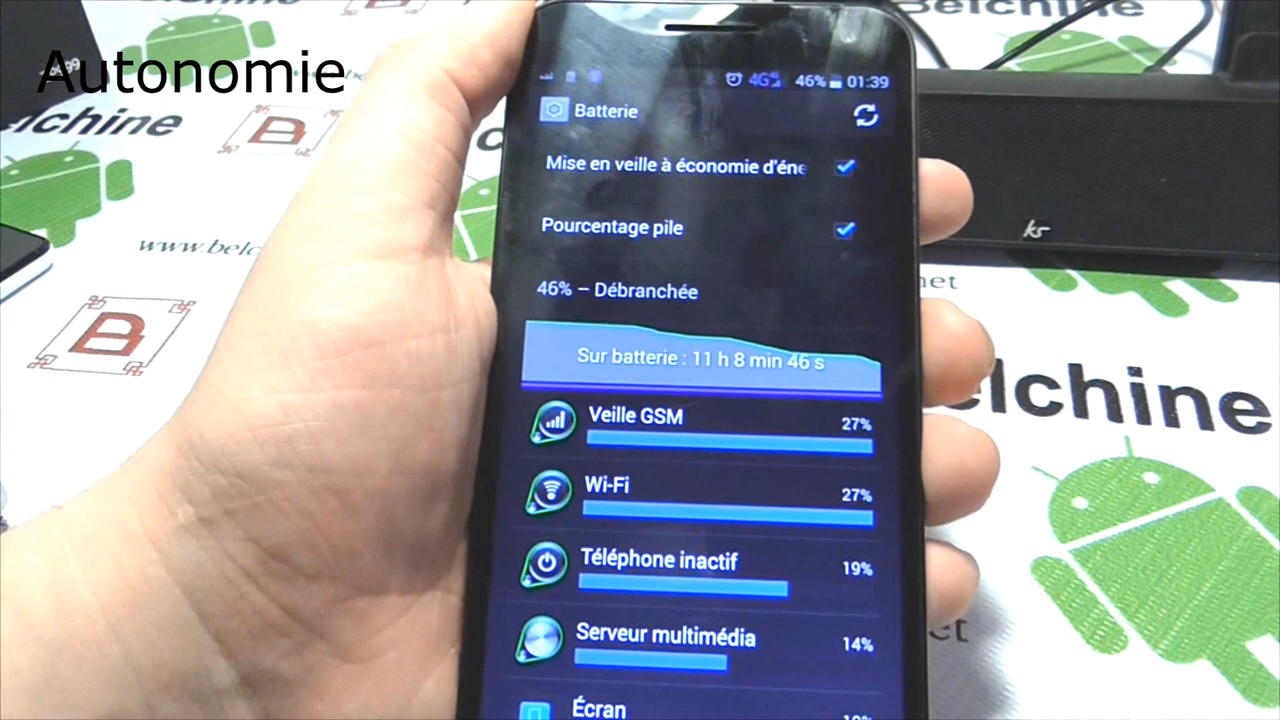 Autonomie
Belchine
Belchine
46% 01:39
4G
Batterie
elchine
B
Mise en veille à économie d'éne
Pourcentage pile
www.belc
ks
46% – Débranchée
net
B
Sur batterie : 11 h 8 min 46 s
elchine
Veille GSM
27%
Wi-Fi
27%
Téléphone inactif
19%
Serveur multimédia
14%
et
Écran